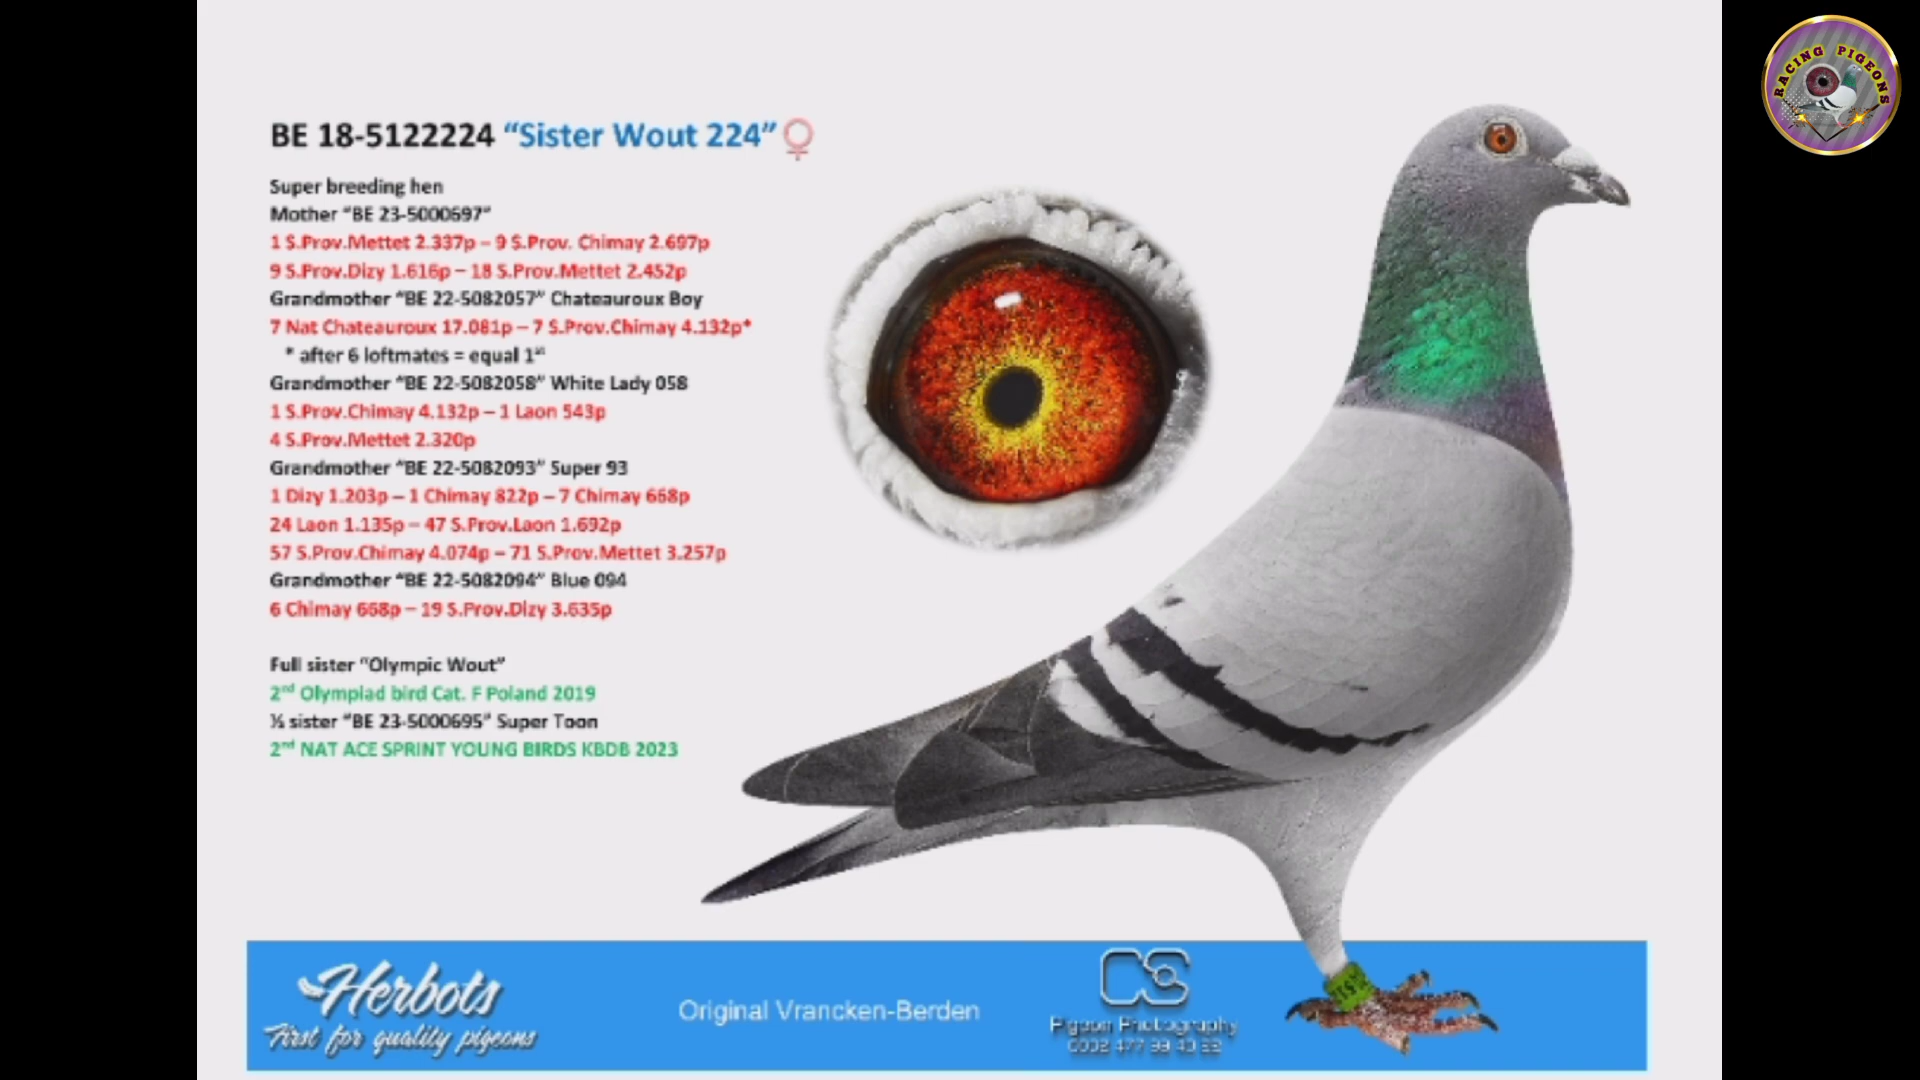 RACING PIGEONS
BE 18-5122224 “Sister Wout 224” ♀
Super breeding hen
Mother “BE 23-5000697”
1 S.Prov.Mettet 2.337p – 9 S.Prov. Chimay 2.697p
9 S.Prov.Dizy 1.616p – 18 S.Prov.Mettet 2.452p
Grandmother “BE 22-5082057” Chateauroux Boy
7 Nat Chateauroux 17.081p – 7 S.Prov.Chimay 4.132p*
* after 6 loftmates = equal 1st
Grandmother “BE 22-5082058” White Lady 058
1 S.Prov.Chimay 4.132p – 1 Laon 543p
4 S.Prov.Mettet 2.320p
Grandmother “BE 22-5082093” Super 93
1 Dizy 1.203p – 1 Chimay 822p – 7 Chimay 668p
24 Laon 1.135p – 47 S.Prov.Laon 1.692p
57 S.Prov.Chimay 4.074p – 71 S.Prov.Mettet 3.257p
Grandmother “BE 22-5082094” Blue 094
6 Chimay 668p – 19 S.Prov.Dizy 3.635p
Full sister “Olympic Wout”
2nd Olympiad bird Cat. F Poland 2019
½ sister “BE 23-5000695” Super Toon
2nd NAT ACE SPRINT YOUNG BIRDS KBDB 2023
Herbots
First for quality pigeons
Original Vrancken-Berden
CS
Pigeon Photography